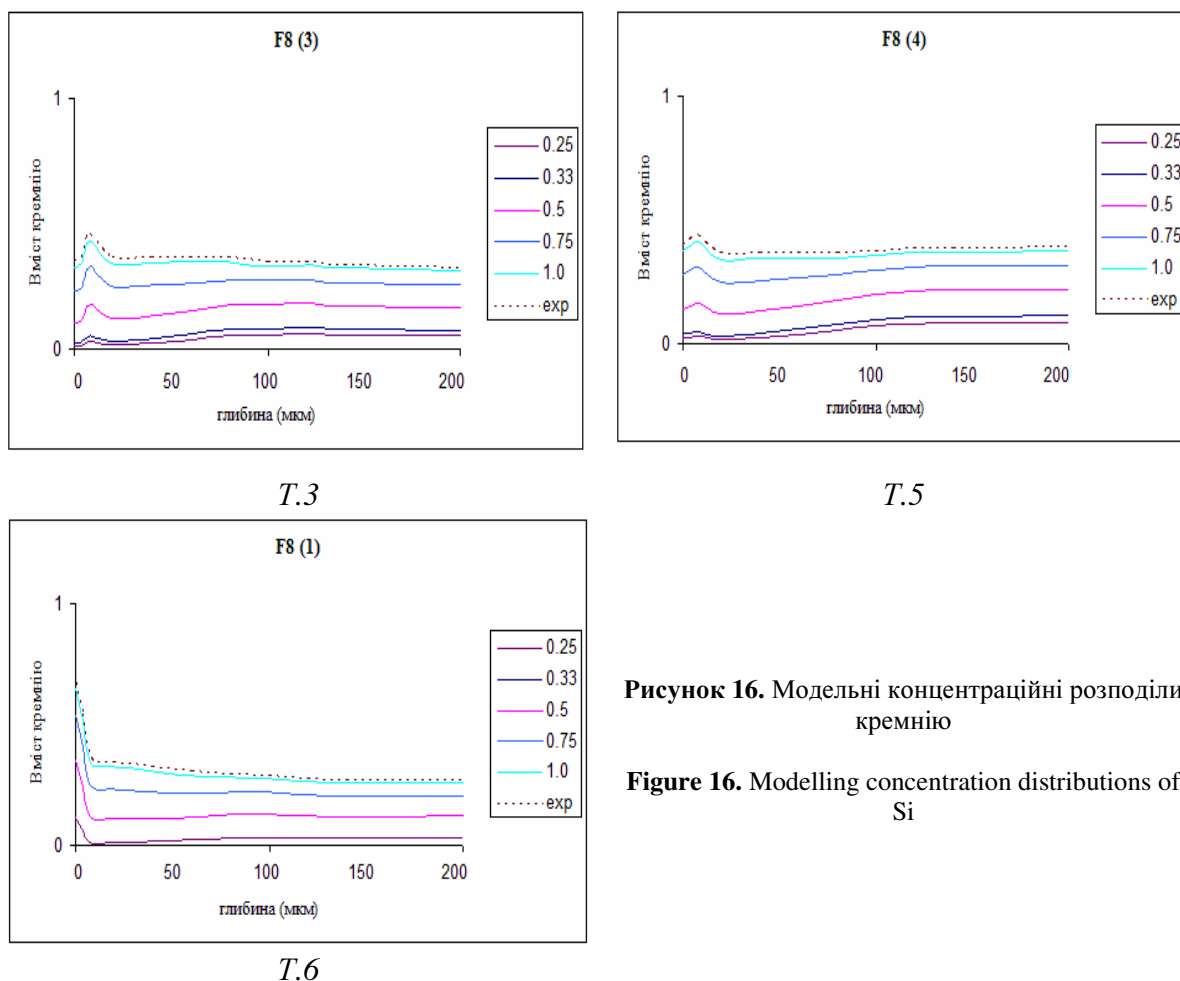 F8 (3)
1
0
Вміст кремнію
0 50 100 150 200
глибина (мкм)
0.25
0.33
0.5
0.75
1.0
exp
T.3
F8 (4)
1
0
Вміст кремнію
0 50 100 150 200
глибина (мкм)
0.25
0.33
0.5
0.75
1.0
exp
T.5
F8 (1)
1
0
Вміст кремнію
0 50 100 150 200
глибина (мкм)
0.25
0.33
0.5
0.75
1.0
exp
T.6
Рисунок 16. Модельні концентраційні розподіли
кремнію
Figure 16. Modelling concentration distributions of
Si